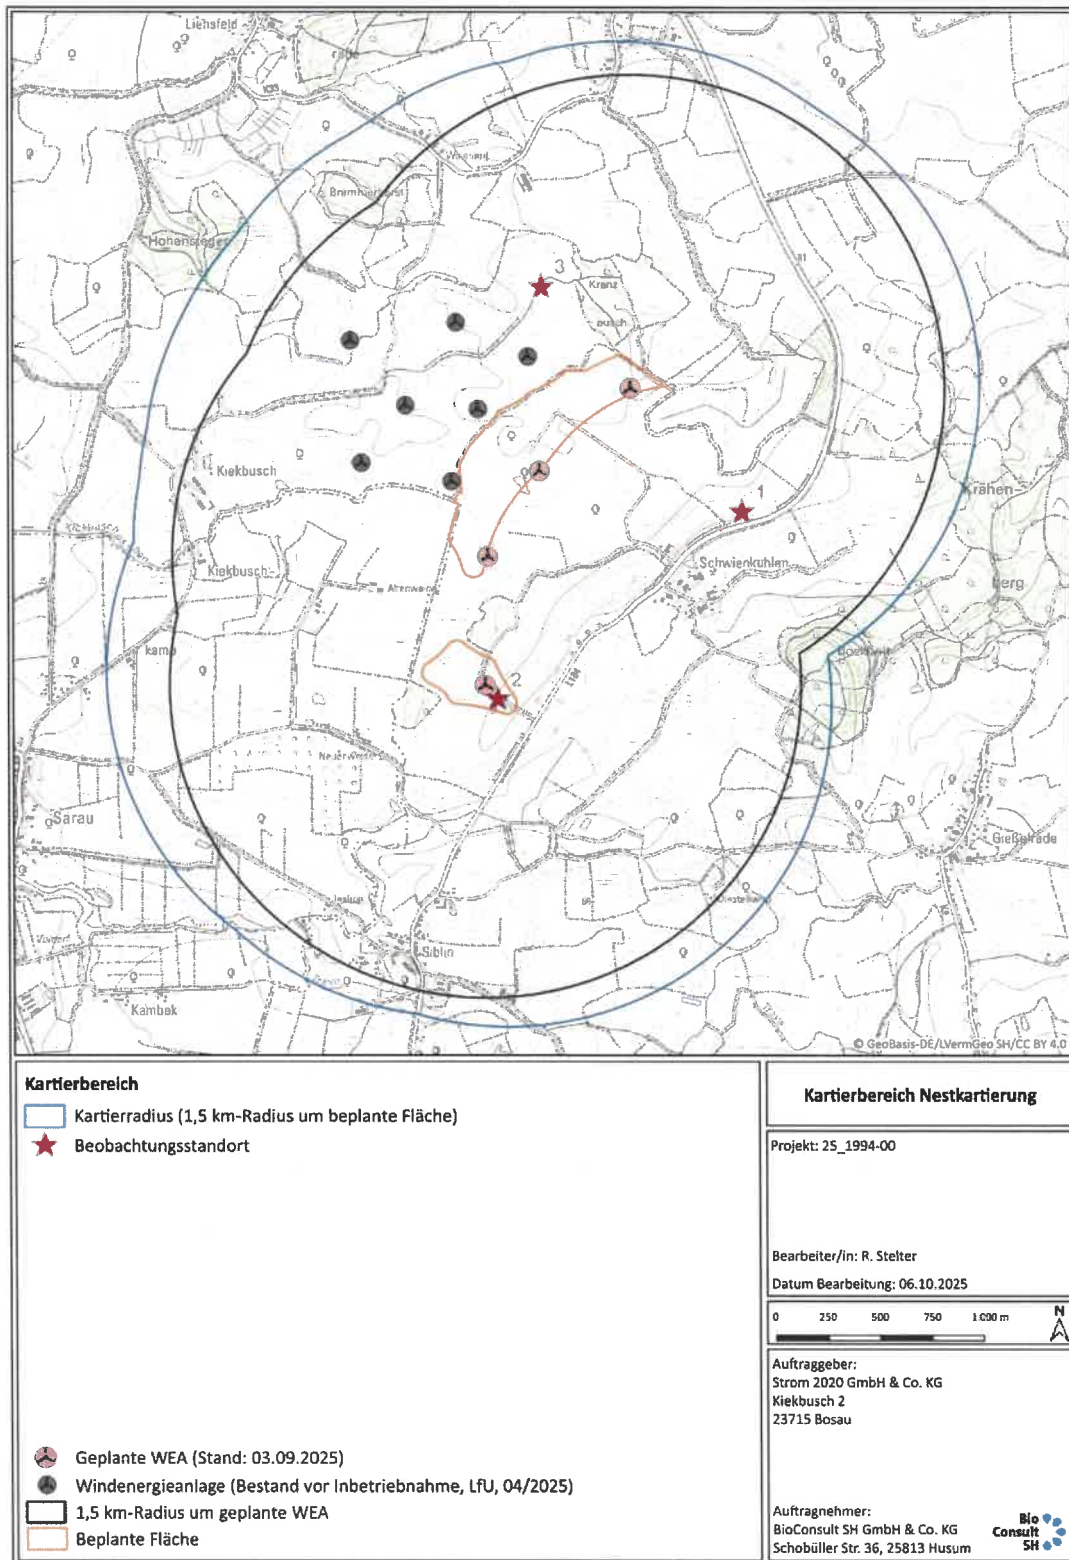 Liehsfeld
K33
Bremmerhorst
Hohensteger
3
Kranz
busch
81
Kiekbusch
1
Krähen-
berg
Schwienkuhlen
Kiekbusch-
kamp
L184
2
Sarau
Gießelrade
Siblin
Kambek
© GeoBasis-DE/LVermGeo SH/CC BY 4.0
Kartierbereich
Kartierradius (1,5 km-Radius um beplante Fläche)
Beobachtungsstandort
Geplante WEA (Stand: 03.09.2025)
Windenergieanlage (Bestand vor Inbetriebnahme, LfU, 04/2025)
1,5 km-Radius um geplante WEA
Beplante Fläche
Kartierbereich Nestkartierung
Projekt: 25_1994-00
Bearbeiter/in: R. Stelter
Datum Bearbeitung: 06.10.2025
0 250 500 750 1.000 m
N
Auftraggeber:
Strom 2020 GmbH & Co. KG
Kiekbusch 2
23715 Bosau
Auftragnehmer:
BioConsult SH GmbH & Co. KG
Schobüller Str. 36, 25813 Husum
Bio
Consult
SH